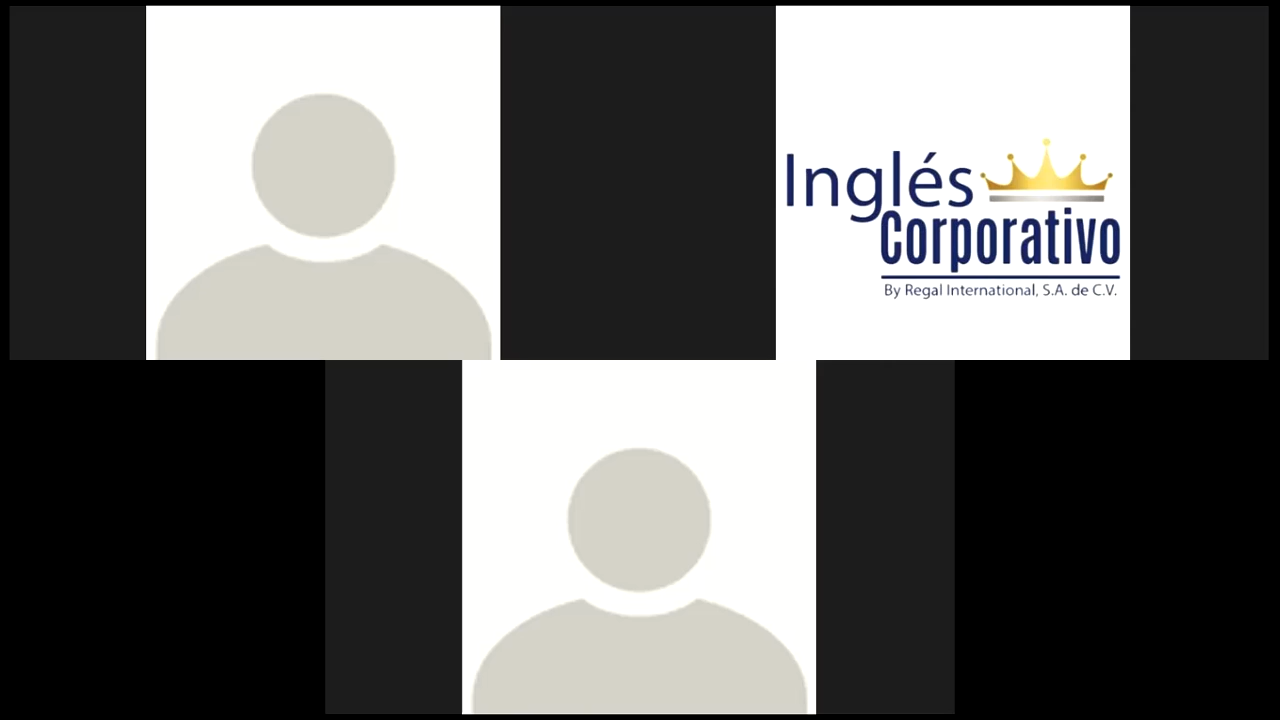 Inglés
Corporativo
By Regal International, S.A. de C.V.